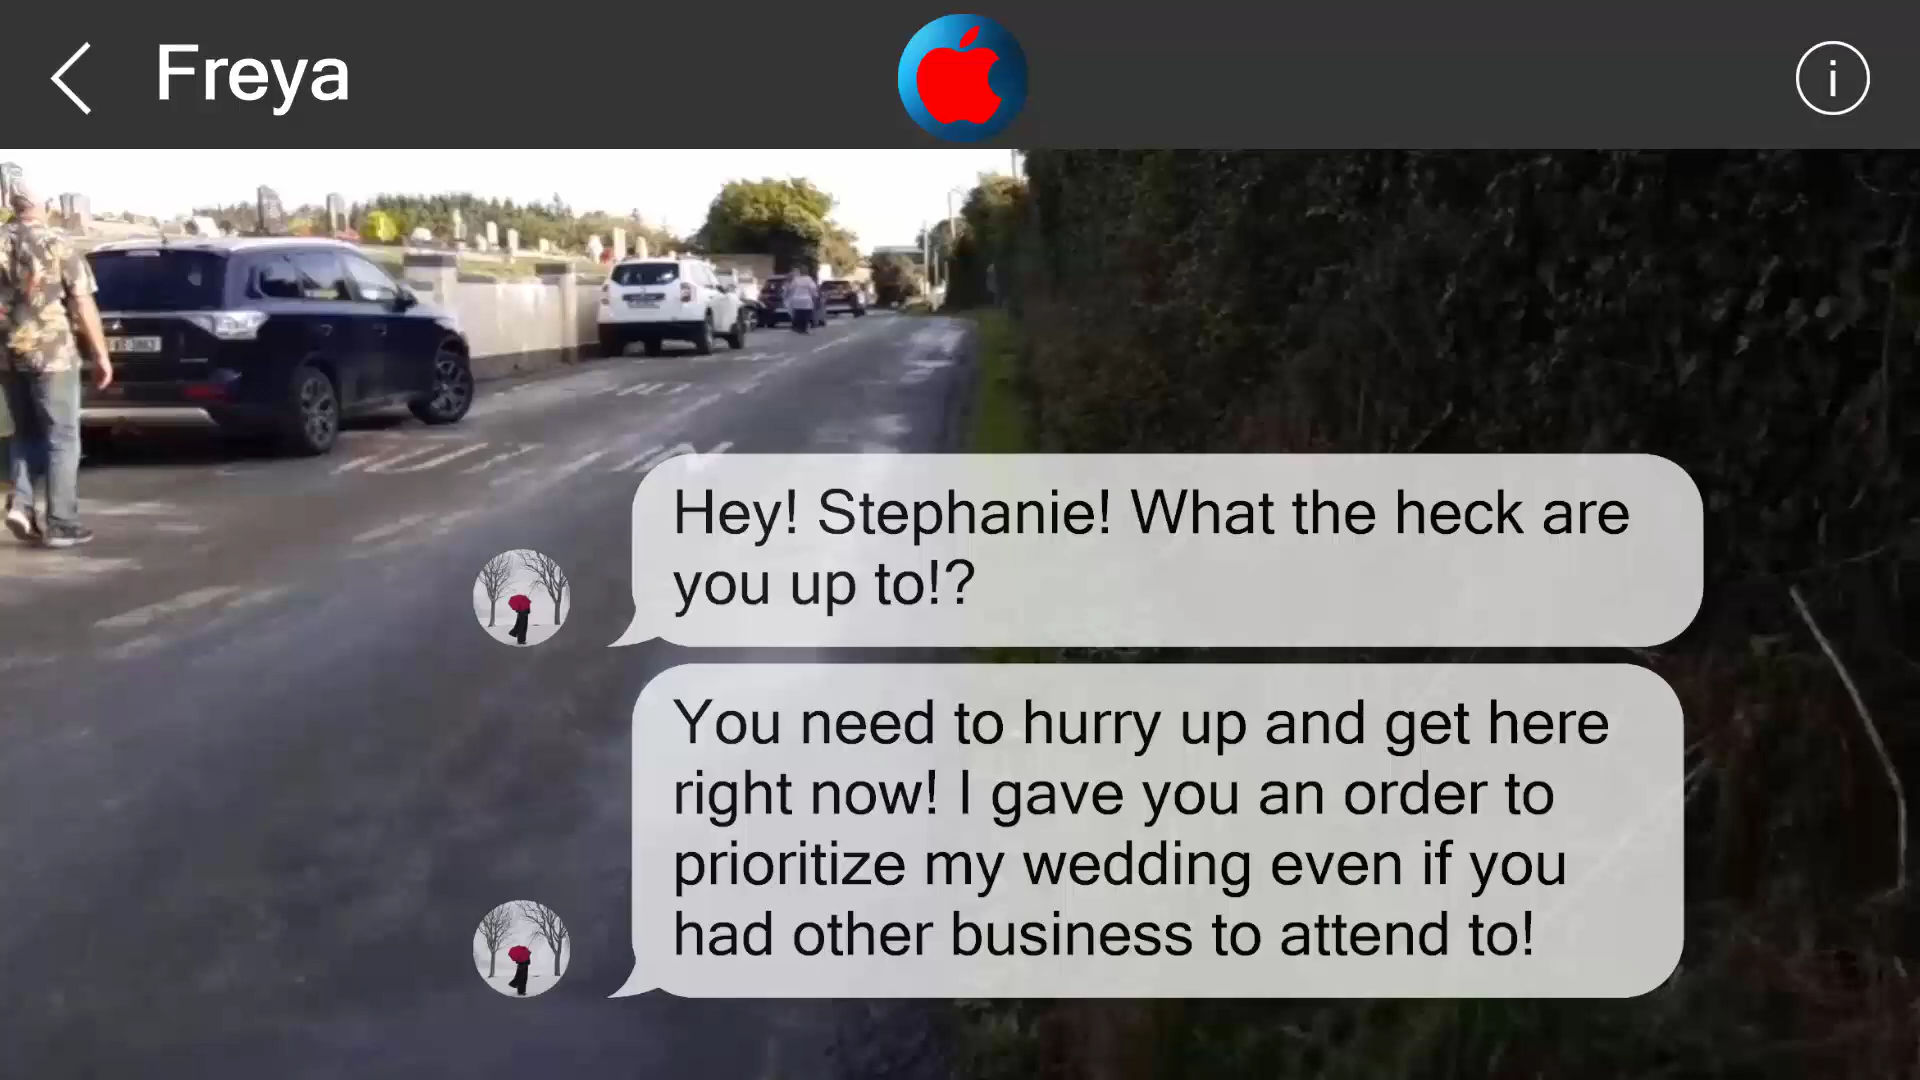 Freya
i
Hey! Stephanie! What the heck are
you up to!?
You need to hurry up and get here
right now! I gave you an order to
prioritize my wedding even if you
had other business to attend to!